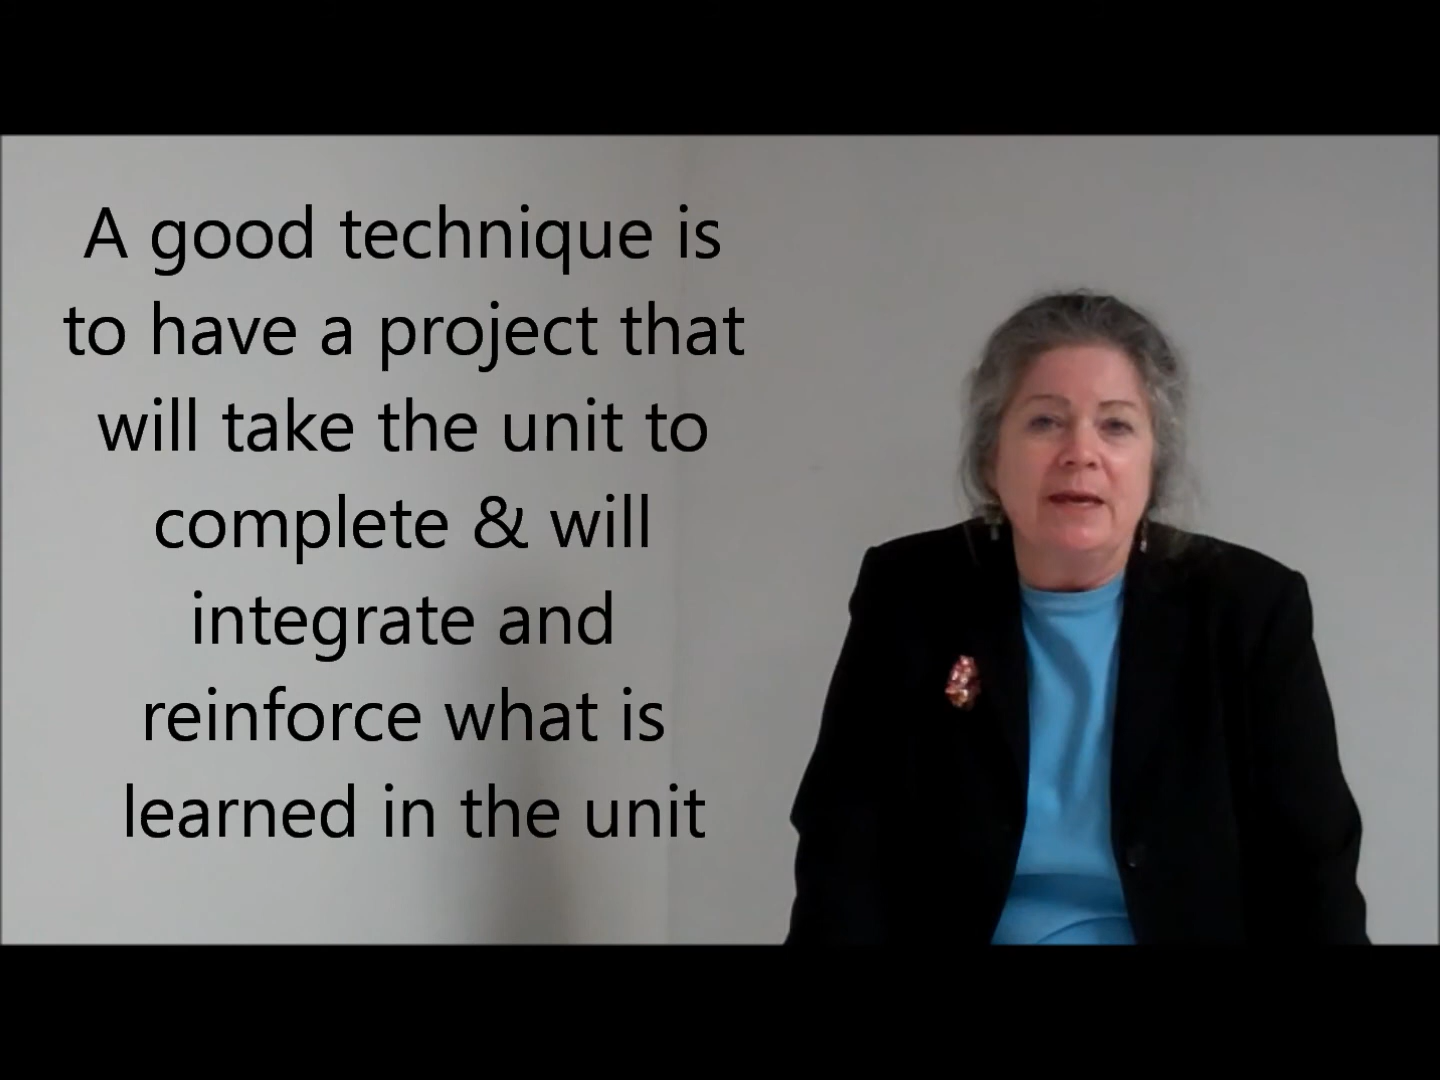 A good technique is
to have a project that
will take the unit to
complete & will
integrate and
reinforce what is
learned in the unit